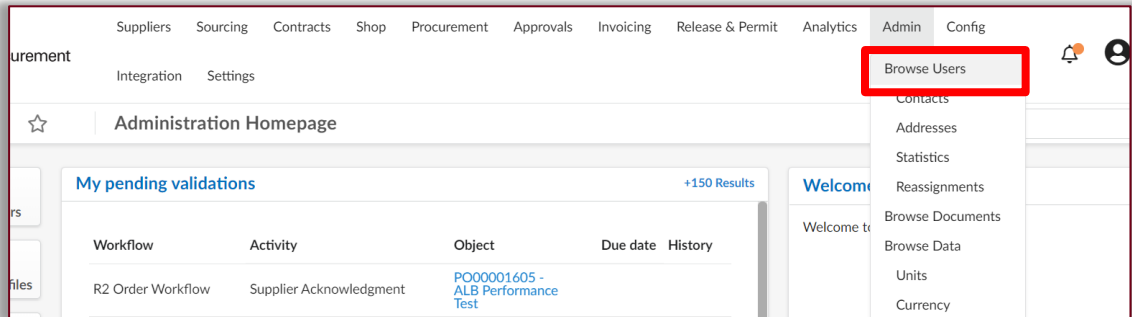 Suppliers Sourcing Contracts Shop Procurement Approvals Invoicing Release & Permit Analytics Admin Config
urement
Integration Settings
Browse Users
Contacts
Administration Homepage
Addresses
Statistics
My pending validations +150 Results
Welcome
Reassignments
rs
Browse Documents
Welcome to
Workflow Activity Object Due date History
Browse Data
Units
files
R2 Order Workflow Supplier Acknowledgment PO00001605 -
ALB Performance
Test
Currency